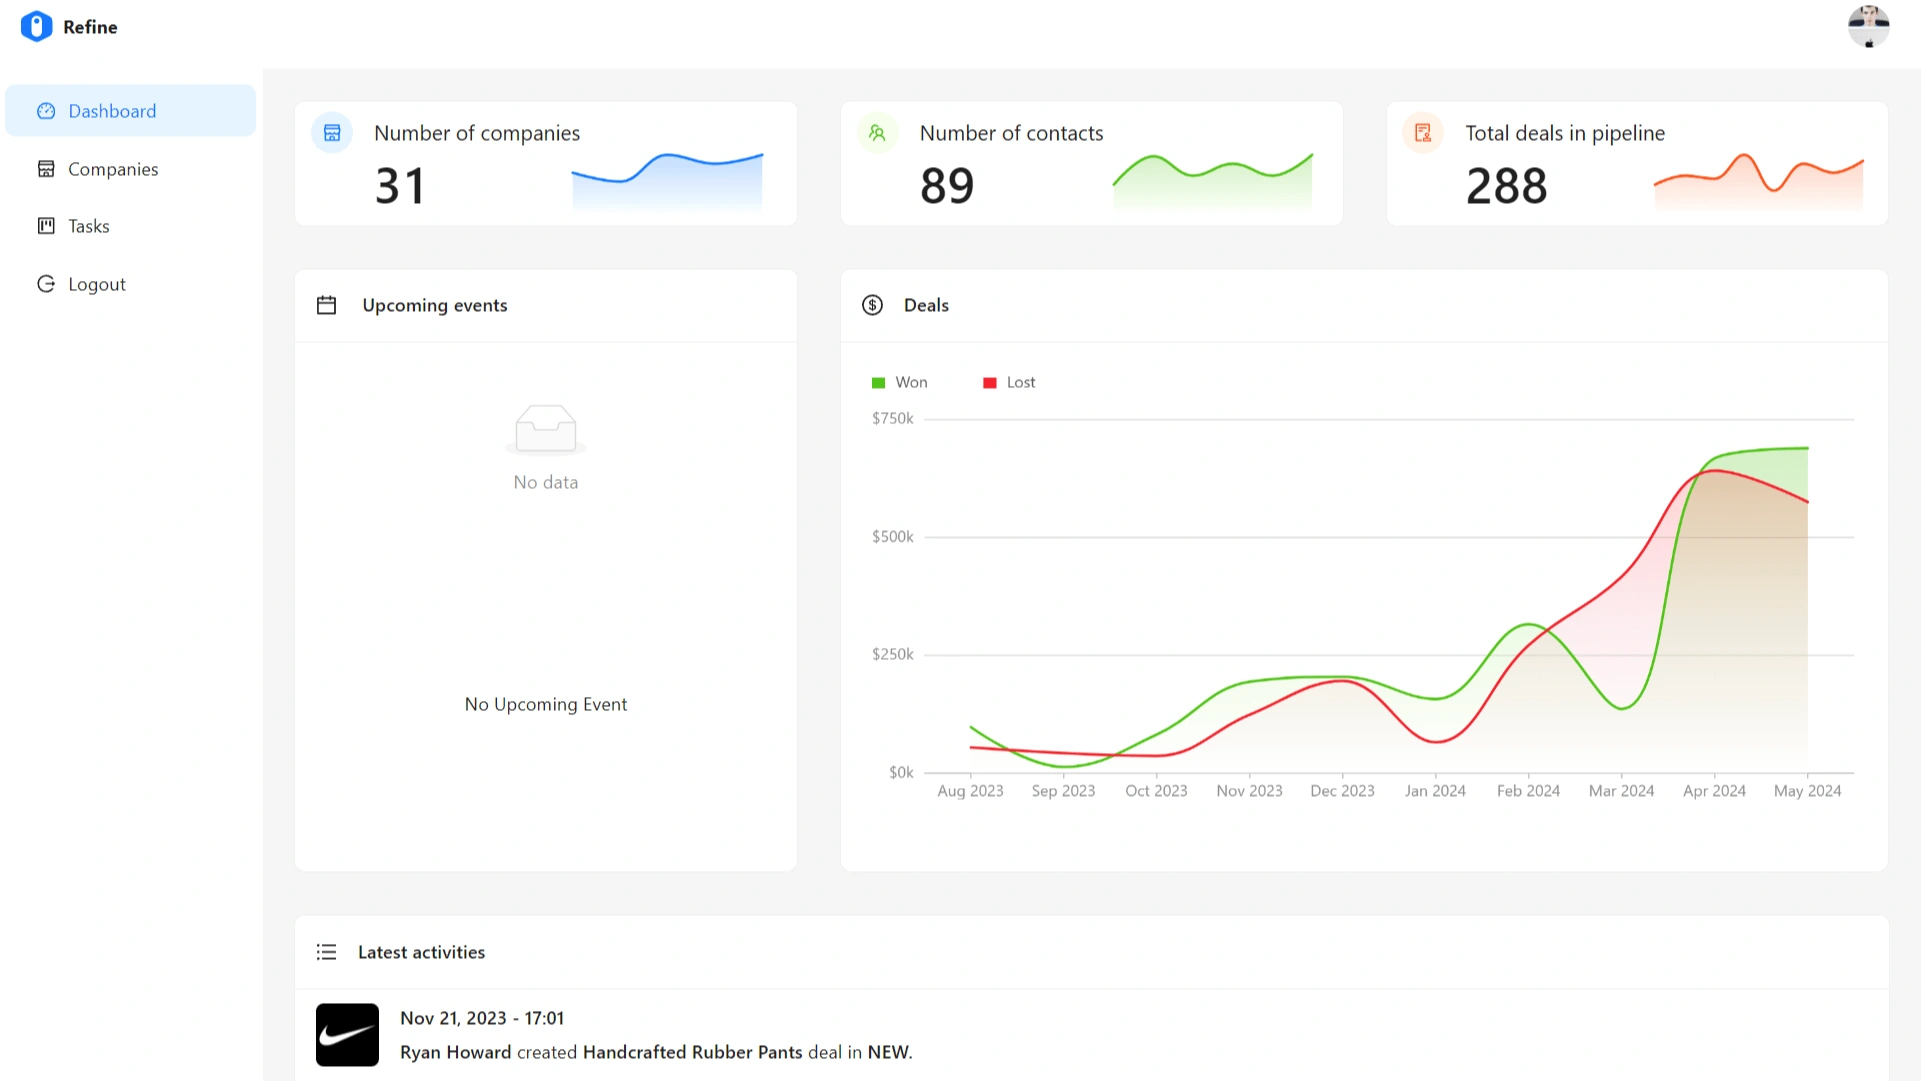 Refine
Dashboard
Companies
Tasks
Logout
Number of companies
31
Number of contacts
89
Total deals in pipeline
288
Upcoming events
No data
No Upcoming Event
Deals
Won
Lost
$750k
$500k
$250k
$0k
Aug 2023 Sep 2023 Oct 2023 Nov 2023 Dec 2023 Jan 2024 Feb 2024 Mar 2024 Apr 2024 May 2024
Latest activities
Nov 21, 2023 - 17:01
Ryan Howard created Handcrafted Rubber Pants deal in NEW.